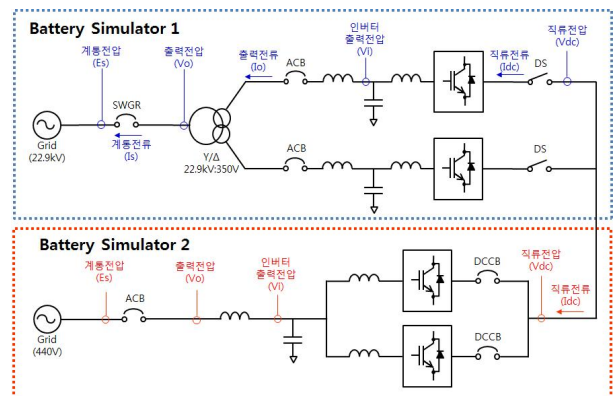 Battery Simulator 1
계통전압
(Es)
SWGR
계통전류
(Is)
Grid
(22.9kV)
출력전압
(Vo)
Y/Δ
22.9kV:350V
출력전류
(Io)
ACB
인버터
출력전압
(VI)
직류전류
(Idc)
DS
직류전압
(Vdc)
ACB
DS
Battery Simulator 2
계통전압
(Es)
ACB
Grid
(440V)
출력전압
(Vo)
인버터
출력전압
(VI)
DCCB
DCCB
직류전압
(Vdc)
직류전류
(Idc)